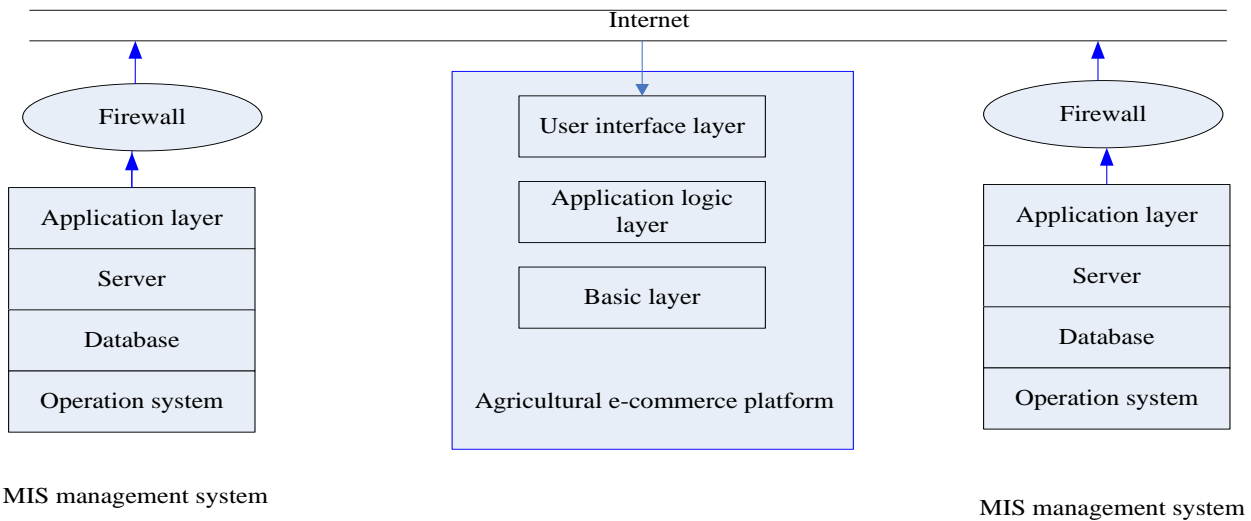 Internet
Firewall
Application layer
Server
Database
Operation system
MIS management system
User interface layer
Application logic
layer
Basic layer
Agricultural e-commerce platform
Firewall
Application layer
Server
Database
Operation system
MIS management system